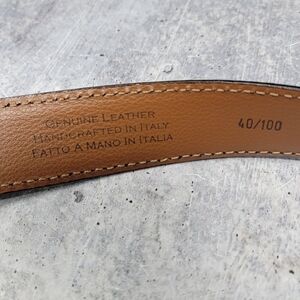 Genuine Leather
Handcrafted In Italy
Fatto A Mano In Italia
40/100